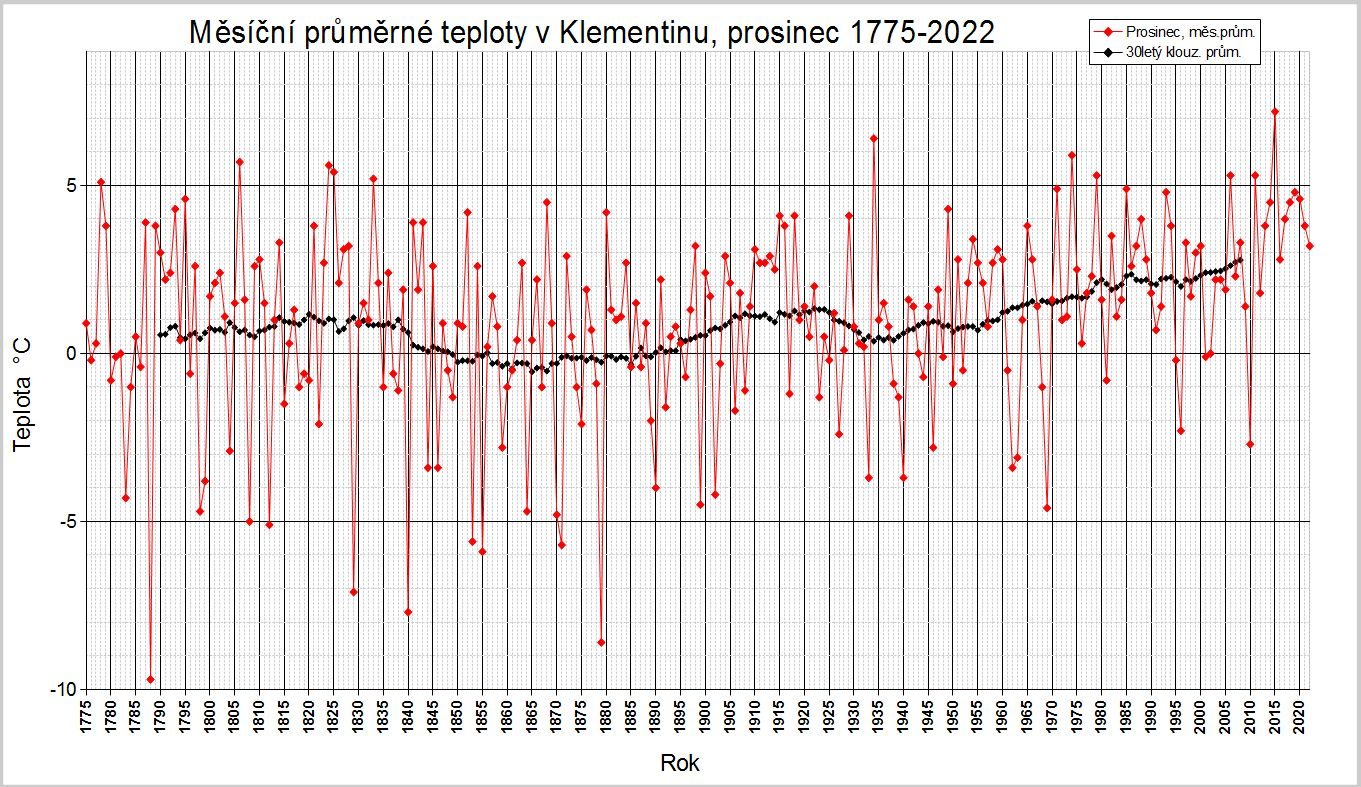 Měsíční průměrné teploty v Klementinu, prosinec 1775-2022
Prosinec, měs.prům.
30letý klouz. prům.
Teplota °C
5
0
-5
-10
1775 1780 1785 1790 1795 1800 1805 1810 1815 1820 1825 1830 1835 1840 1845 1850 1855 1860 1865 1870 1875 1880 1885 1890 1895 1900 1905 1910 1915 1920 1925 1930 1935 1940 1945 1950 1955 1960 1965 1970 1975 1980 1985 1990 1995 2000 2005 2010 2015 2020
Rok